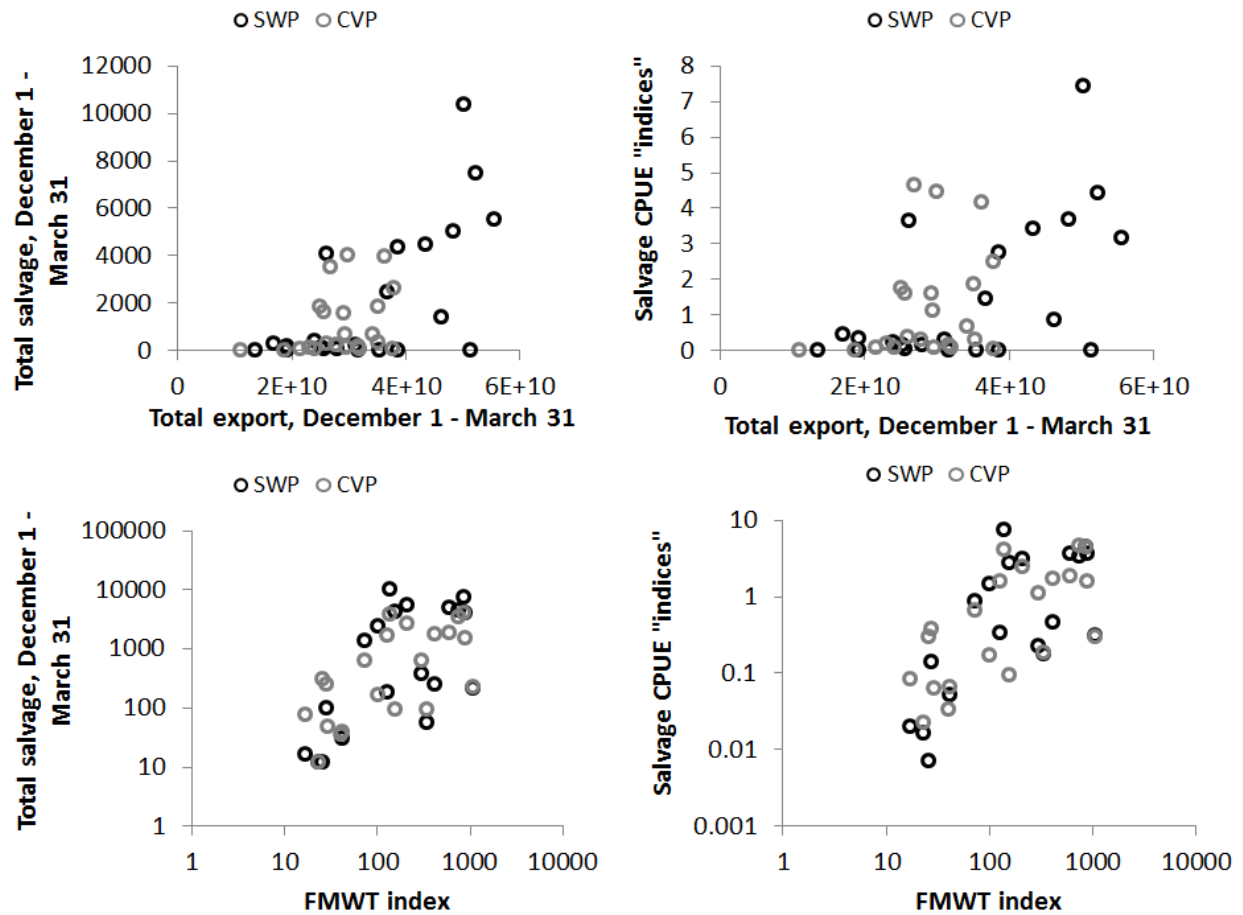 SWP CVP
Total salvage, December 1 -
March 31
12000
10000
8000
6000
4000
2000
0
0 2E+10 4E+10 6E+10
Total export, December 1 - March 31
SWP CVP
Salvage CPUE "indices"
8
7
6
5
4
3
2
1
0
0 2E+10 4E+10 6E+10
Total export, December 1 - March 31
SWP CVP
Total salvage, December 1 -
March 31
100000
10000
1000
100
10
1
1 10 100 1000 10000
FMWT index
SWP CVP
Salvage CPUE "indices"
10
1
0.1
0.01
0.001
1 10 100 1000 10000
FMWT index